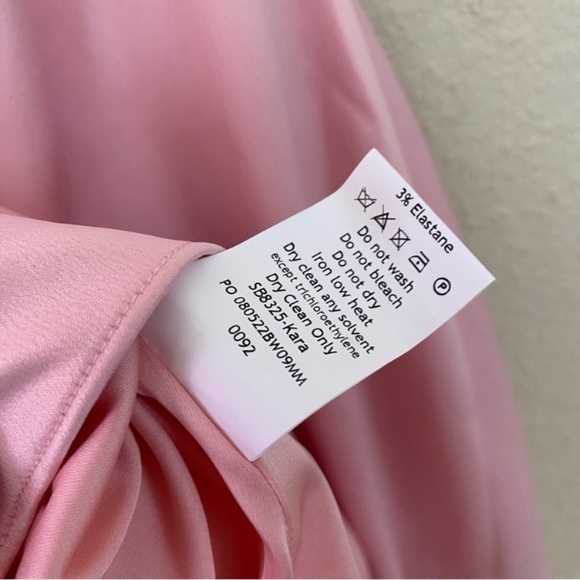 3% Elastane
P
Do not wash
Do not bleach
Do not dry
Iron low heat
Dry clean any solvent
except trichloroethylene
Dry Clean Only
SB8325-Kara
PO 080522BW09MM
0092